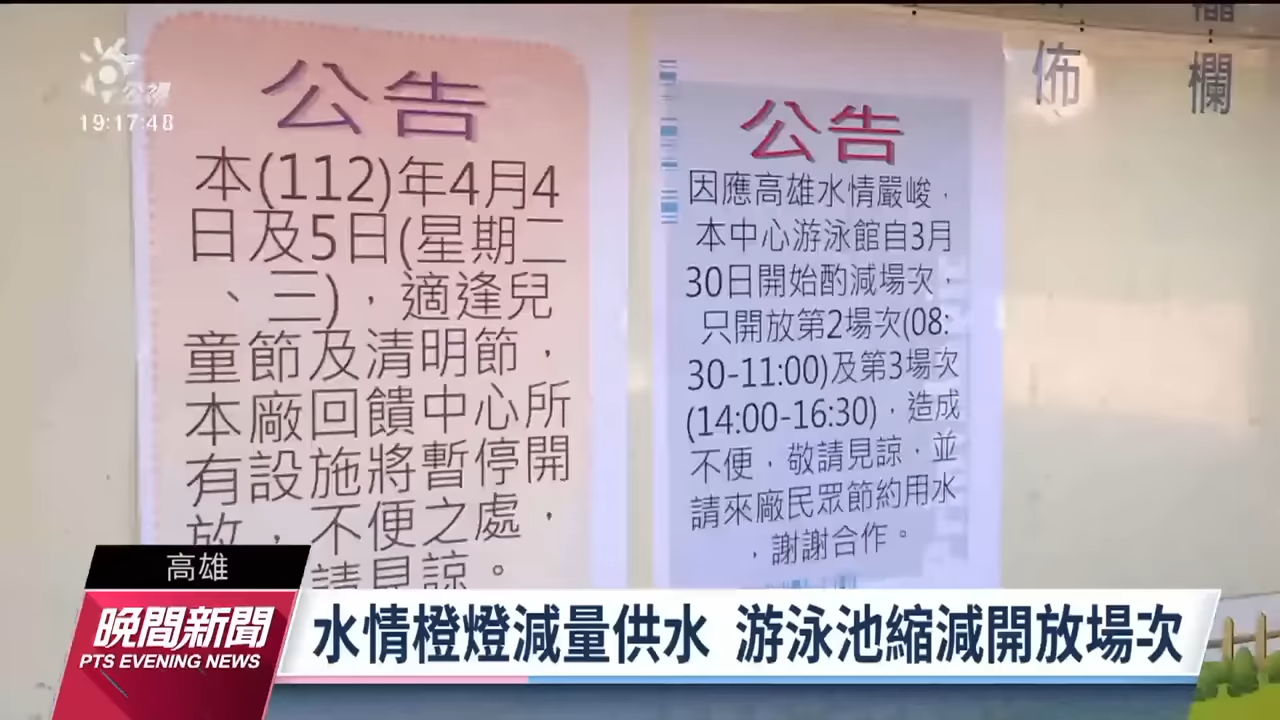 公視
19:17:48
公告
本(112)年4月4
日及5日(星期二
、三)，適逢兒
童節及清明節，
本廠回饋中心所
有設施將暫停開
放，不便之處，
請見諒。
公告
因應高雄水情嚴峻，
本中心游泳館自3月
30日開始酌減場次，
只開放第2場次(08:
30-11:00)及第3場次
(14:00-16:30)，造成
不便，敬請見諒，並
請來廠民眾節約用水
，謝謝合作。
佈
欄
高雄
晚間新聞
PTS EVENING NEWS
水情橙燈減量供水 游泳池縮減開放場次